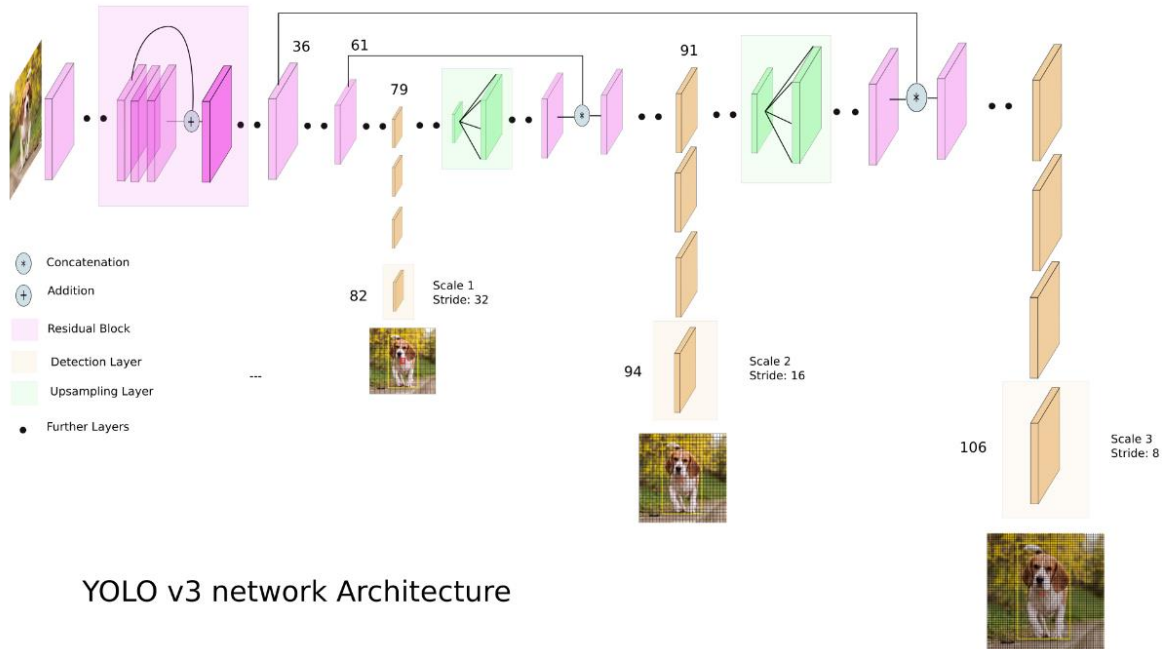 36
61
91
79
*
+
*
*
* Concatenation
+ Addition
Residual Block
Detection Layer
Upsampling Layer
Further Layers
---
82
Scale 1
Stride: 32
94
Scale 2
Stride: 16
106
Scale 3
Stride: 8
YOLO v3 network Architecture